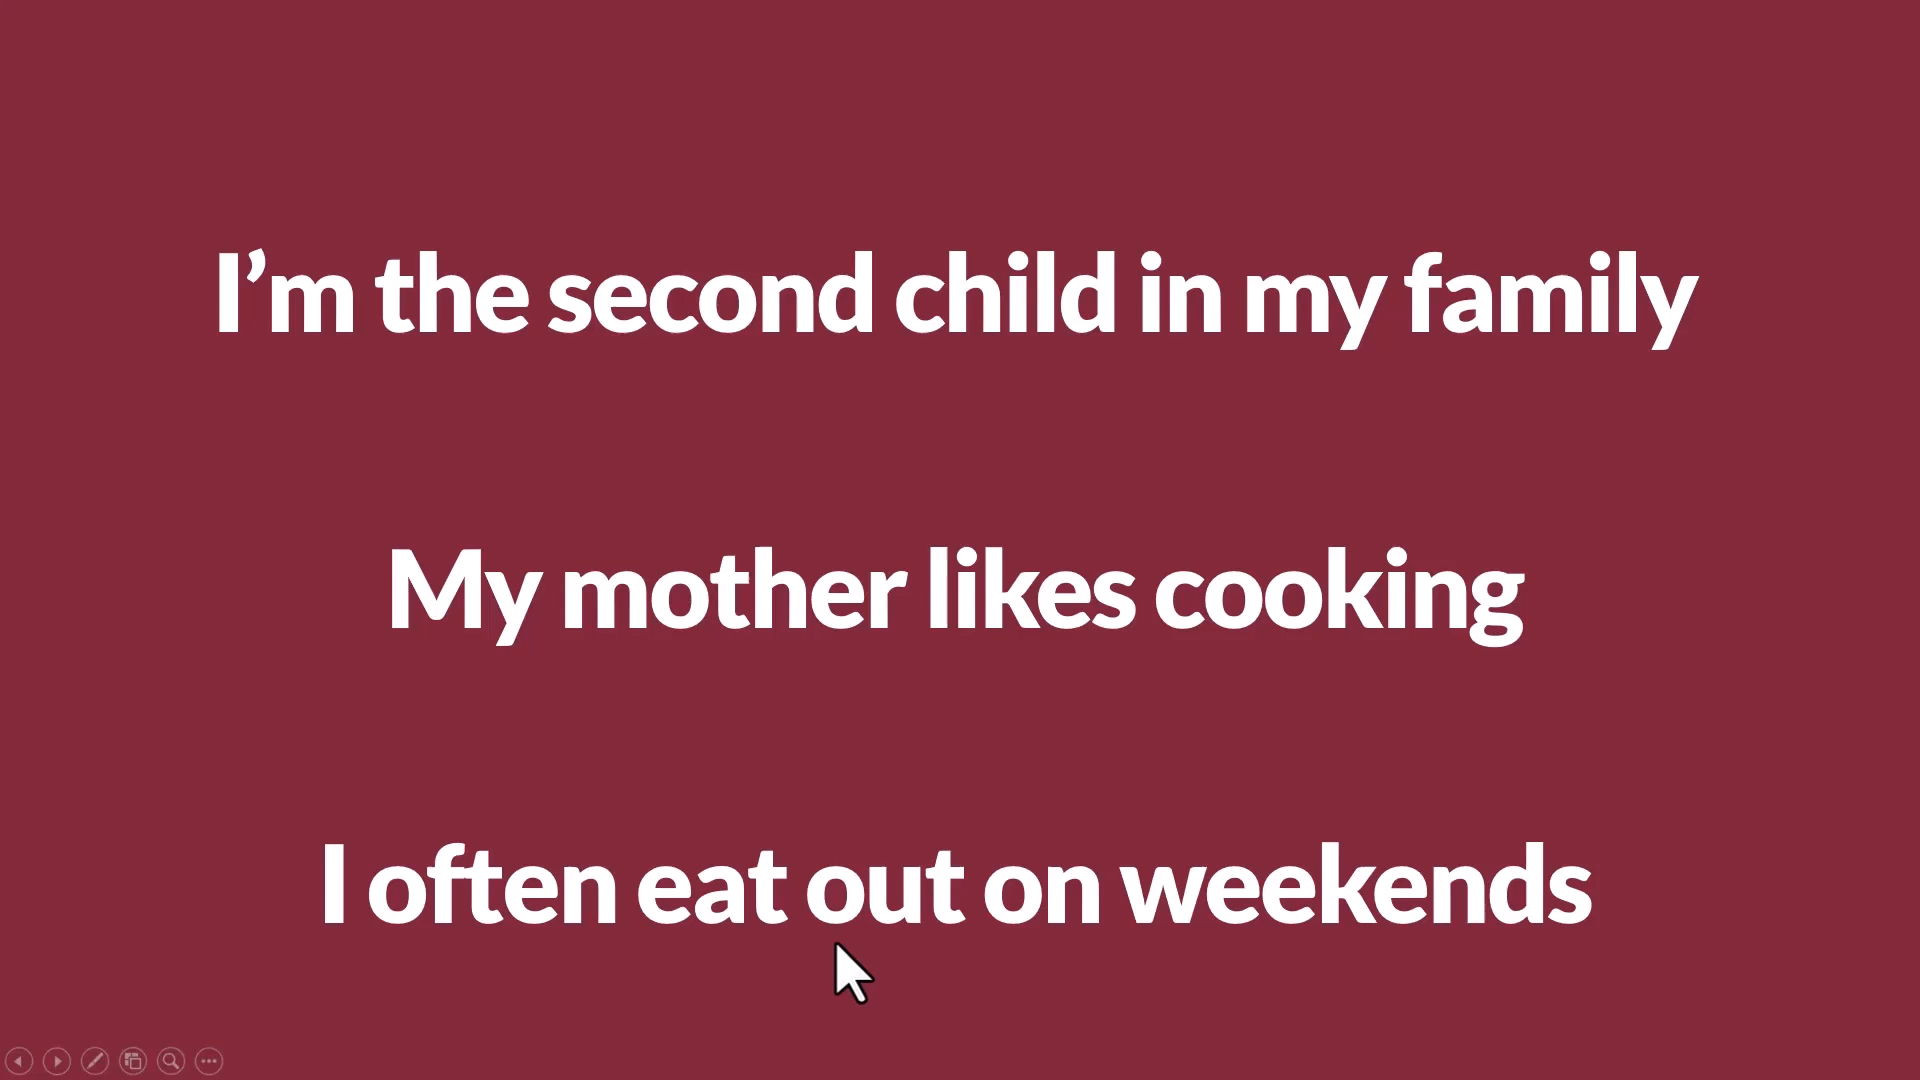 I’m the second child in my family
My mother likes cooking
I often eat out on weekends